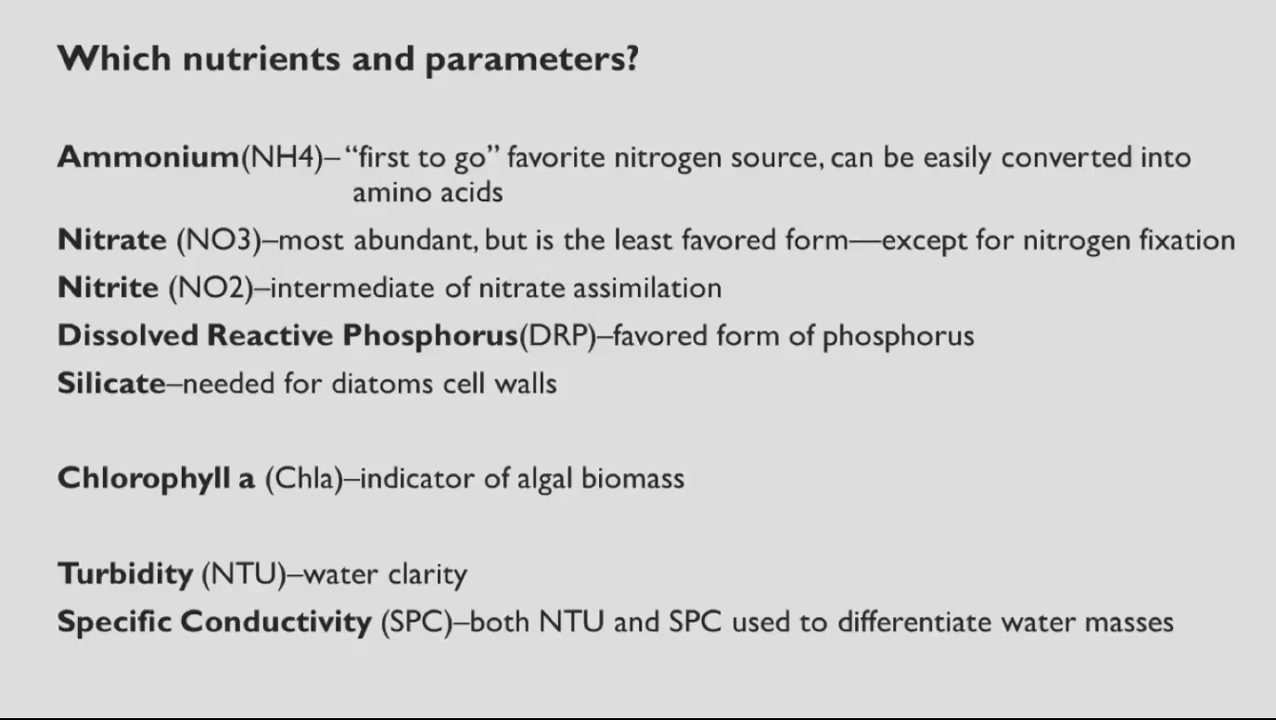 Which nutrients and parameters?
Ammonium(NH4)–“first to go” favorite nitrogen source, can be easily converted into
amino acids
Nitrate (NO3)–most abundant, but is the least favored form—except for nitrogen fixation
Nitrite (NO2)–intermediate of nitrate assimilation
Dissolved Reactive Phosphorus(DRP)–favored form of phosphorus
Silicate–needed for diatoms cell walls
Chlorophyll a (Chla)–indicator of algal biomass
Turbidity (NTU)–water clarity
Specific Conductivity (SPC)–both NTU and SPC used to differentiate water masses